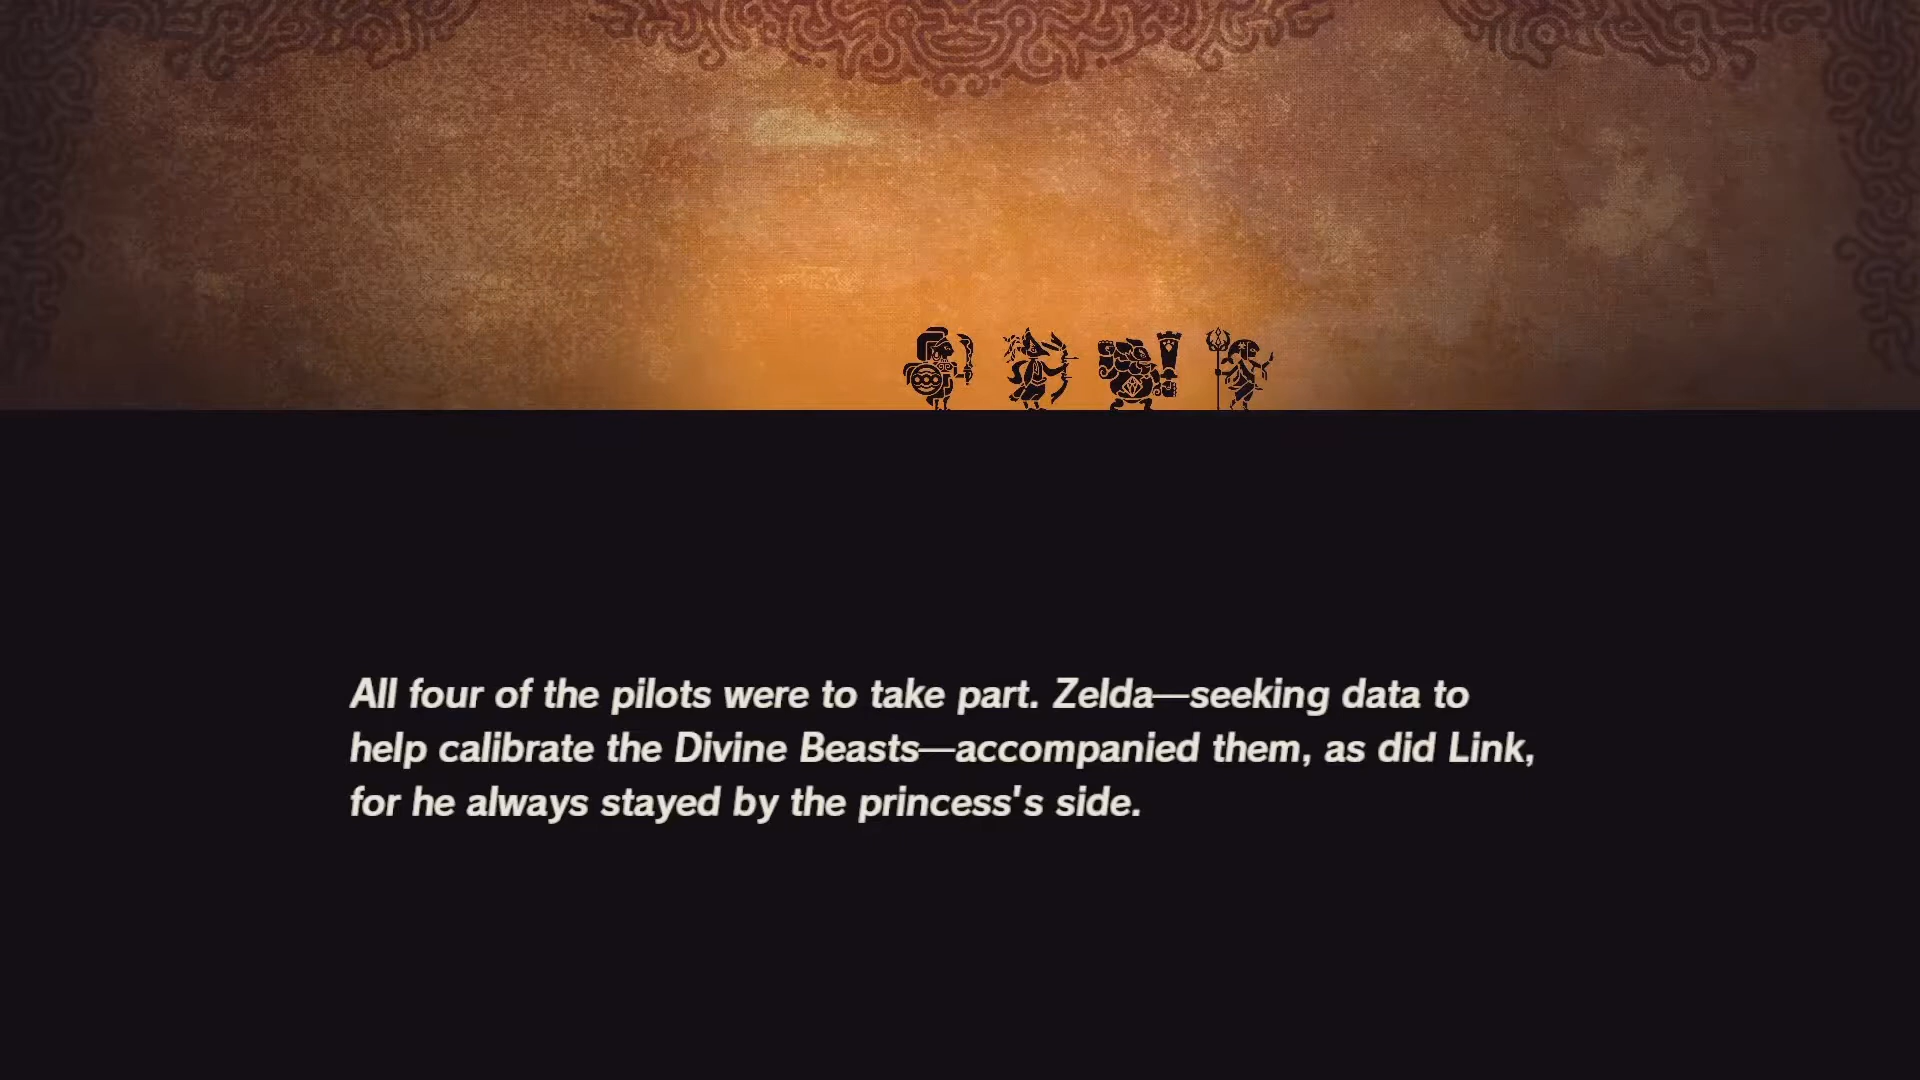 All four of the pilots were to take part. Zelda—seeking data to
help calibrate the Divine Beasts—accompanied them, as did Link,
for he always stayed by the princess's side.